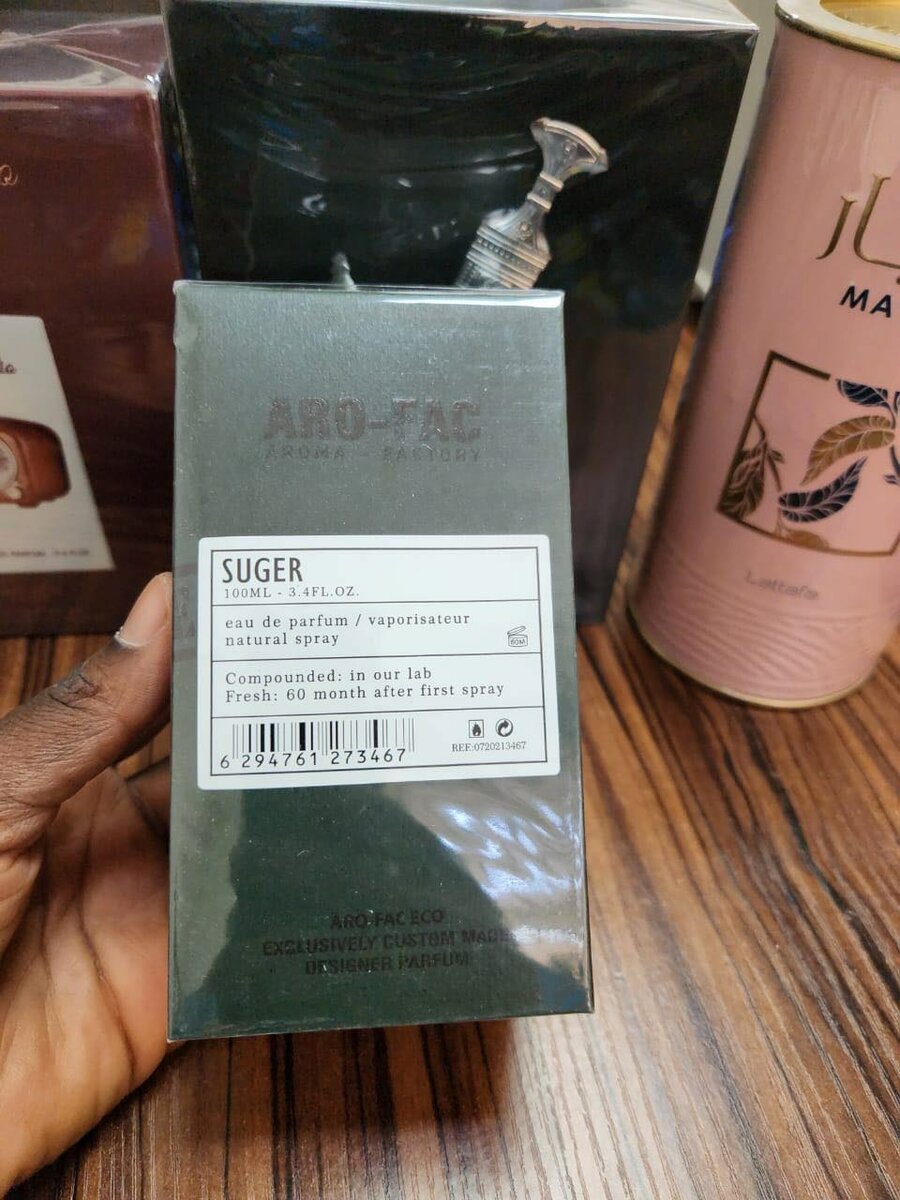 ARO-FAC
AROMA - FACTORY
SUGER
100ML - 3.4FL.OZ.
eau de parfum / vaporisateur
natural spray
60M
Compounded: in our lab
Fresh: 60 month after first spray
6 294761 273467
REF:0720213467
ARO-FAC ECO
EXCLUSIVELY CUSTOM MADE
DESIGNER PARFUM
MA
Lattafa